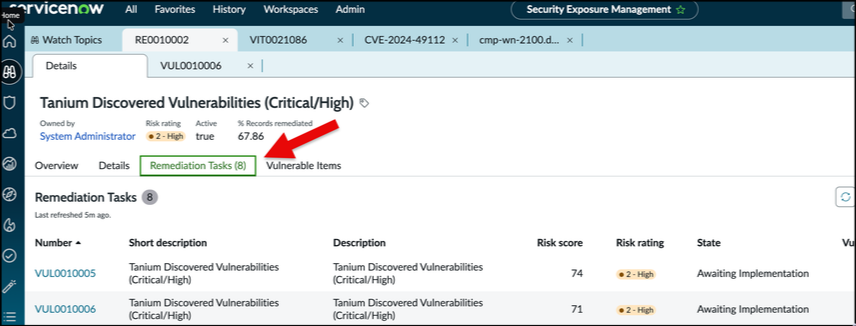 servicenow All Favorites History Workspaces Admin Security Exposure Management
Home
Watch Topics RE0010002 × VIT0021086 × CVE-2024-49112 × cmp-wn-2100.d... ×
Details VUL0010006 ×
Tanium Discovered Vulnerabilities (Critical/High)
Owned by Risk rating Active % Records remediated
System Administrator 2 - High true 67.86
Overview Details Remediation Tasks (8) Vulnerable Items
Remediation Tasks 8
Last refreshed 5m ago.
Number Short description Description Risk score Risk rating State Vu
VUL0010005 Tanium Discovered Vulnerabilities (Critical/High) Tanium Discovered Vulnerabilities (Critical/High) 74 2 - High Awaiting Implementation
VUL0010006 Tanium Discovered Vulnerabilities (Critical/High) Tanium Discovered Vulnerabilities (Critical/High) 71 2 - High Awaiting Implementation